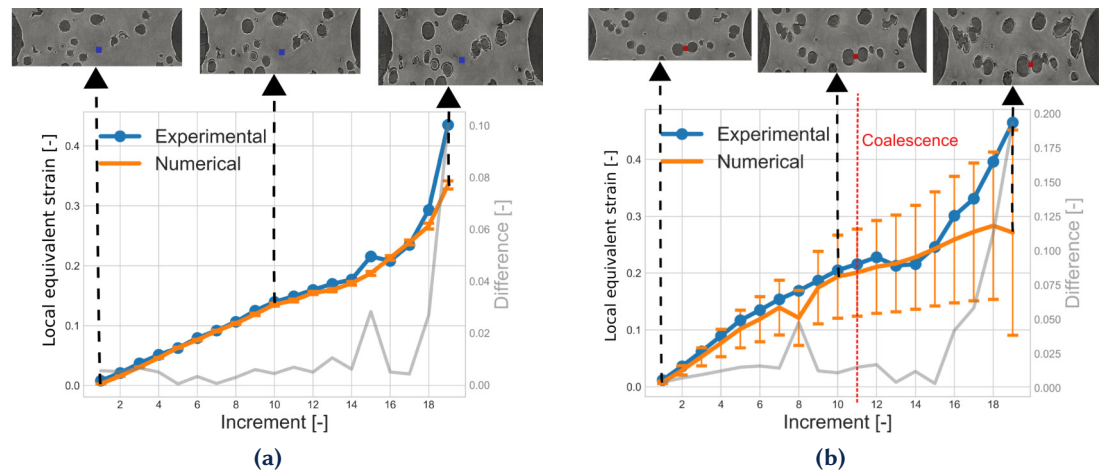 Experimental
Numerical
Local equivalent strain [-]
0.4
0.3
0.2
0.1
0.0
0.10
0.08
0.06
0.04
0.02
0.00
Difference [-]
2 4 6 8 10 12 14 16 18
Increment [-]
(a)
Experimental
Numerical
Coalescence
Local equivalent strain [-]
0.4
0.3
0.2
0.1
0.0
0.200
0.175
0.150
0.125
0.100
0.075
0.050
0.025
0.000
Difference [-]
2 4 6 8 10 12 14 16 18
Increment [-]
(b)